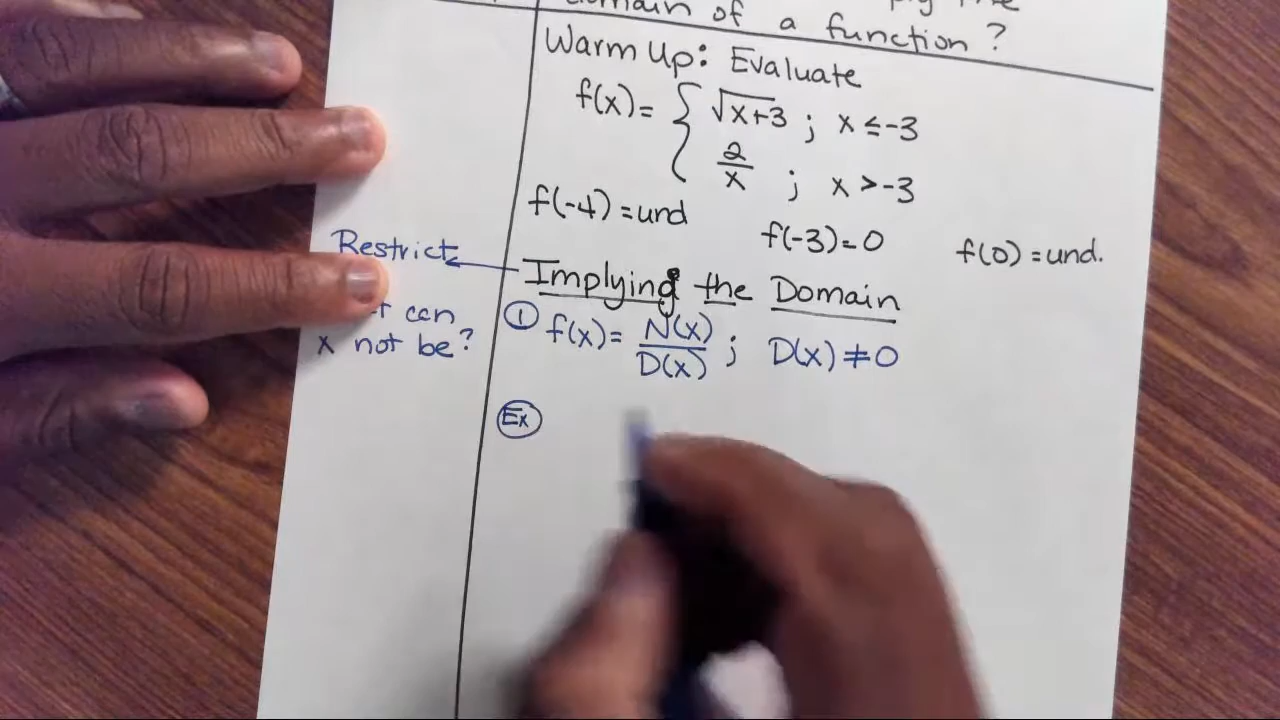 domain of a function?
Warm Up: Evaluate
f(x)= { √x+3 ; x ≤ -3
2/x ; x > -3
f(-4) = und f(-3)=0 f(0) = und.
Restrict
Implying the Domain
can
x not be?
① f(x)= N(x)/D(x) ; D(x) ≠ 0
Ex